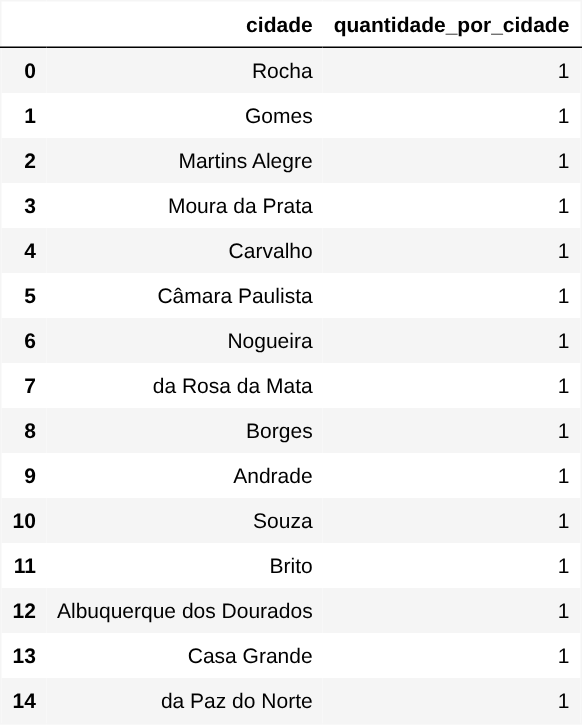 cidade quantidade_por_cidade
0 Rocha 1
1 Gomes 1
2 Martins Alegre 1
3 Moura da Prata 1
4 Carvalho 1
5 Câmara Paulista 1
6 Nogueira 1
7 da Rosa da Mata 1
8 Borges 1
9 Andrade 1
10 Souza 1
11 Brito 1
12 Albuquerque dos Dourados 1
13 Casa Grande 1
14 da Paz do Norte 1